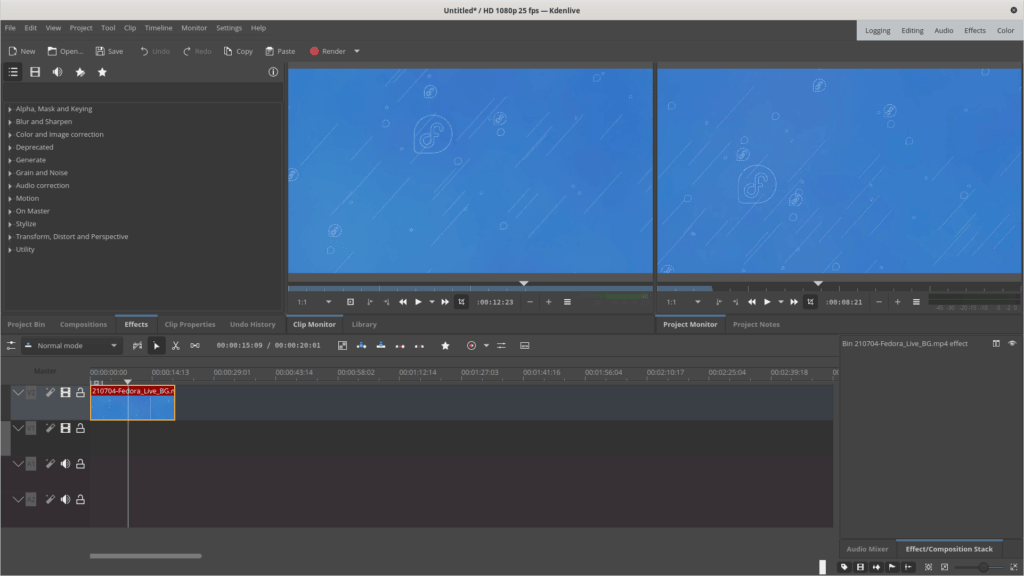 Untitled* / HD 1080p 25 fps — Kdenlive
File Edit View Project Tool Clip Timeline Monitor Settings Help
Logging Editing Audio Effects Color
New Open... Save Undo Redo Copy Paste Render
Alpha, Mask and Keying
Blur and Sharpen
Color and Image correction
Deprecated
Generate
Grain and Noise
Audio correction
Motion
On Master
Stylize
Transform, Distort and Perspective
Utility
1:1 :00:12:23
1:1 :00:08:21
Project Bin Compositions Effects Clip Properties Undo History
Clip Monitor Library
Project Monitor Project Notes
Normal mode 00:00:15:09 / 00:00:20:01
Bin 210704-Fedora_Live_BG.mp4 effect
Master
00:00:00:00 00:00:14:13 00:00:29:01 00:00:43:14 00:00:58:02 00:01:12:14 00:01:27:03 00:01:41:16 00:01:56:04 00:02:10:17 00:02:25:04 00:02:39:18
210704-Fedora_Live_BG.
Audio Mixer Effect/Composition Stack